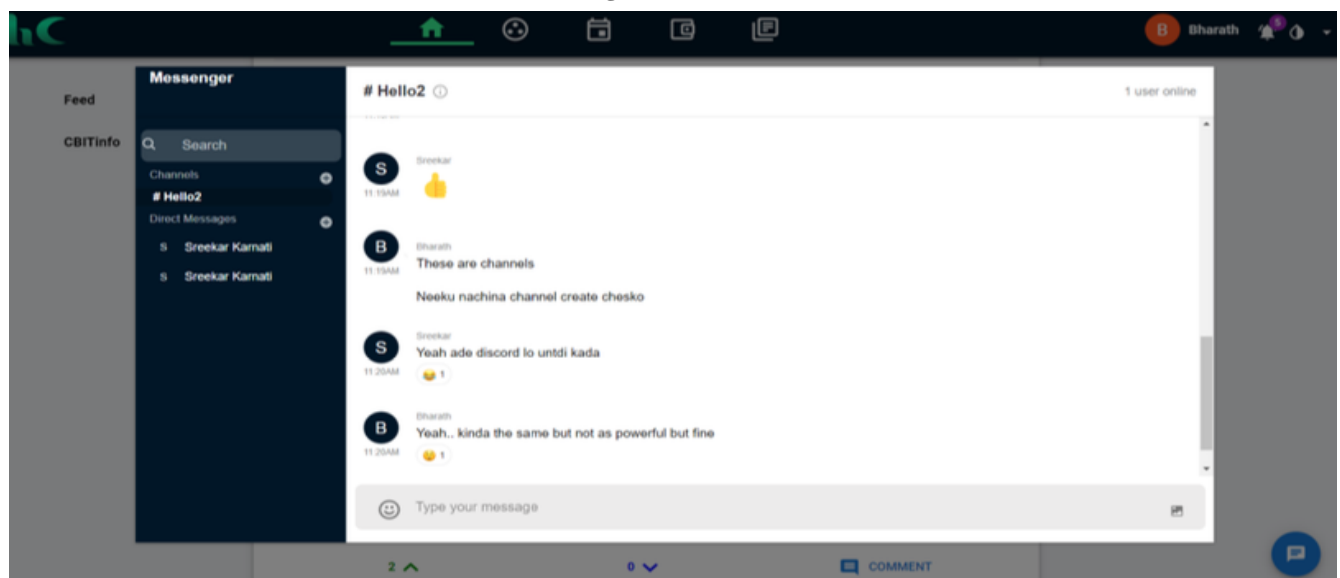 hC
B Bharath 5
Feed
CBITinfo
Messenger
Search
Channels
# Hello2
Direct Messages
S Sreekar Karnati
S Sreekar Karnati
# Hello2
1 user online
S Sreekar
11:19AM
👍
B Bharath
11:19AM
These are channels
Neeku nachina channel create chesko
S Sreekar
11:20AM
Yeah ade discord lo untdi kada
😂 1
B Bharath
11:20AM
Yeah.. kinda the same but not as powerful but fine
1
Type your message
2
0
COMMENT